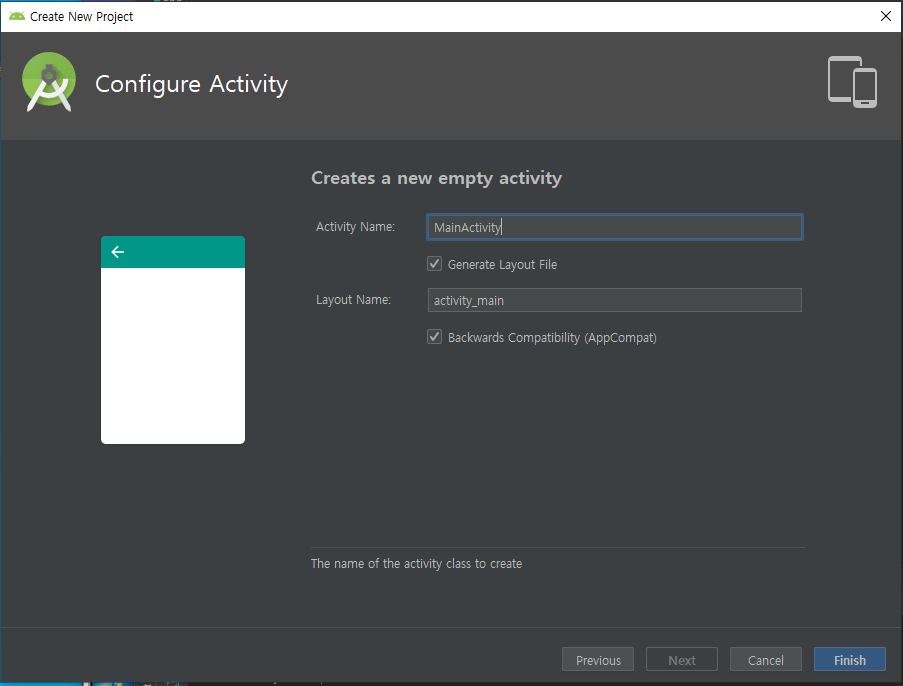 Create New Project
Configure Activity
Creates a new empty activity
Activity Name:
MainActivity
Generate Layout File
Layout Name:
activity_main
Backwards Compatibility (AppCompat)
The name of the activity class to create
Previous
Next
Cancel
Finish